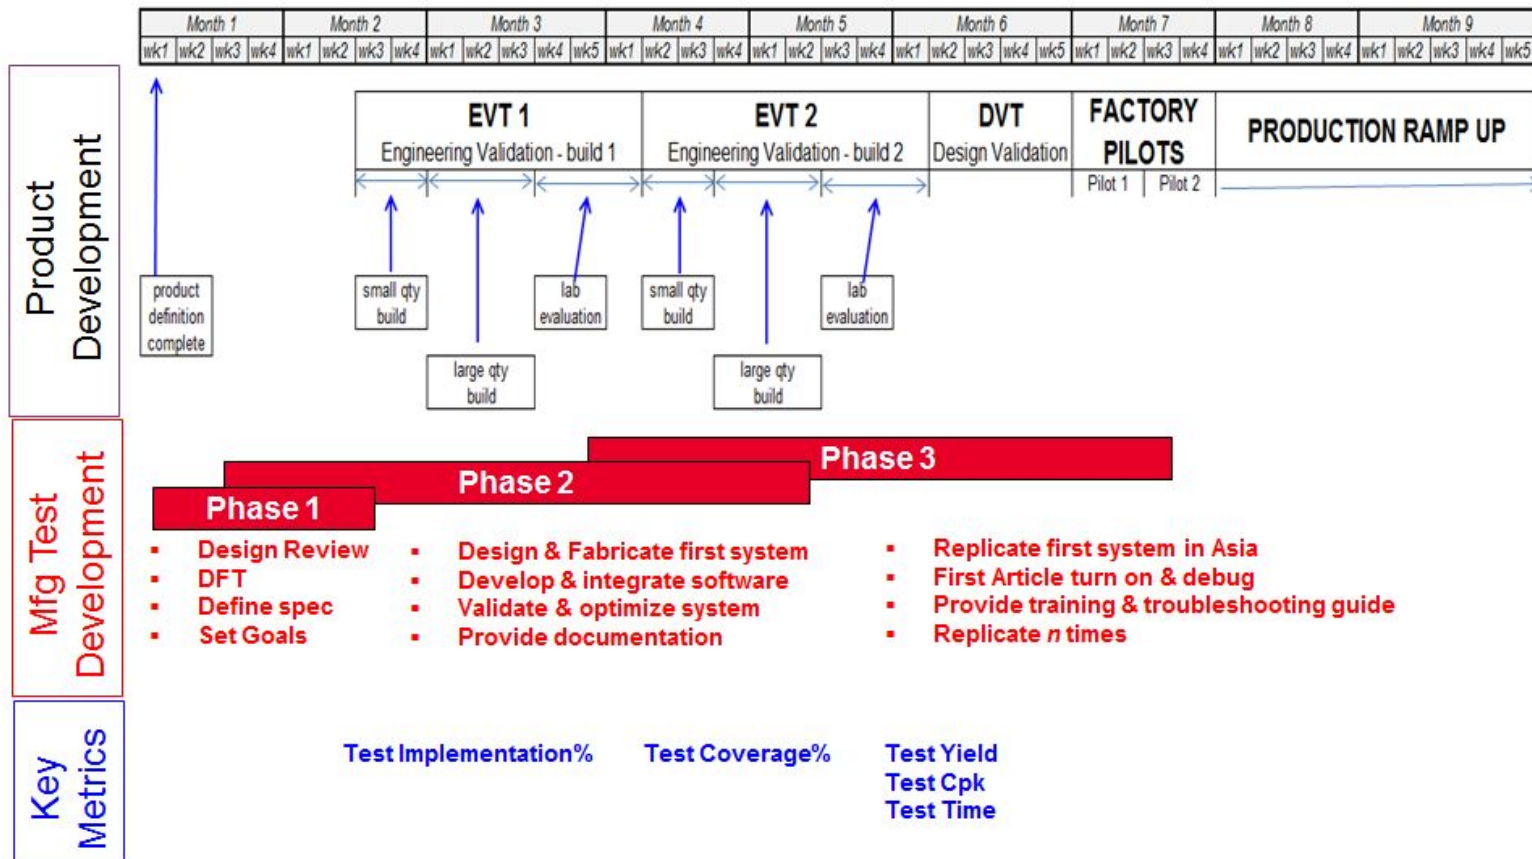 Month 1 Month 2 Month 3 Month 4 Month 5 Month 6 Month 7 Month 8 Month 9
wk1 wk2 wk3 wk4 wk1 wk2 wk3 wk4 wk1 wk2 wk3 wk4 wk5 wk1 wk2 wk3 wk4 wk1 wk2 wk3 wk4 wk1 wk2 wk3 wk4 wk5 wk1 wk2 wk3 wk4 wk1 wk2 wk3 wk4 wk1 wk2 wk3 wk4 wk5
Product
Development
EVT 1
Engineering Validation - build 1
EVT 2
Engineering Validation - build 2
DVT
Design Validation
FACTORY
PILOTS
Pilot 1 Pilot 2
PRODUCTION RAMP UP
product
definition
complete
small qty
build
large qty
build
lab
evaluation
small qty
build
large qty
build
lab
evaluation
Mfg Test
Development
Phase 1
Phase 2
Phase 3
▪ Design Review
▪ DFT
▪ Define spec
▪ Set Goals
▪ Design & Fabricate first system
▪ Develop & integrate software
▪ Validate & optimize system
▪ Provide documentation
▪ Replicate first system in Asia
▪ First Article turn on & debug
▪ Provide training & troubleshooting guide
▪ Replicate n times
Key
Metrics
Test Implementation%
Test Coverage%
Test Yield
Test Cpk
Test Time